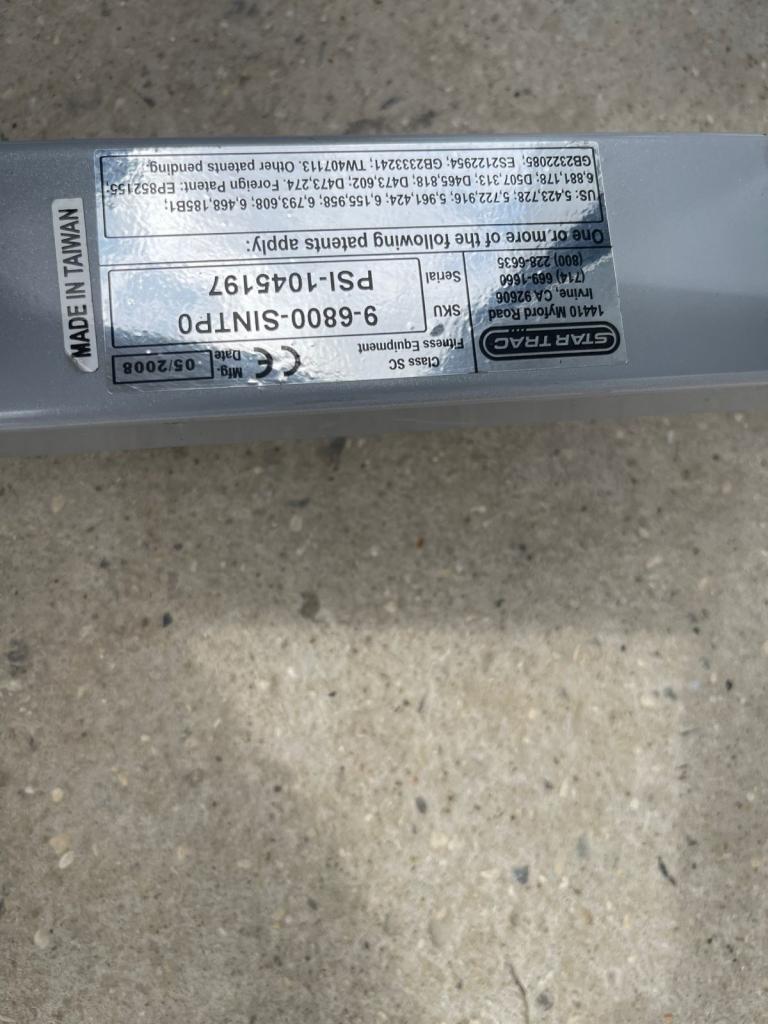 STAR TRAC
14410 Myford Road
Irvine, CA 92606
(714) 669-1660
(800) 228-6635
Class SC
Fitness Equipment
CE
Mfg.
Date
05/2008
SKU
9-6800-SINTP0
Serial
PSI-1045197
One or more of the following patents apply:
US: 5,423,728; 5,722,916; 5,961,424; 6,155,958; 6,793,608; 6,468,185B1;
6,881,178; D507,313; D465,818; D473,602; D473,274. Foreign Patent: EP852155;
GB2322085; ES2122954; GB2333241; TW407113. Other patents pending.
MADE IN TAIWAN